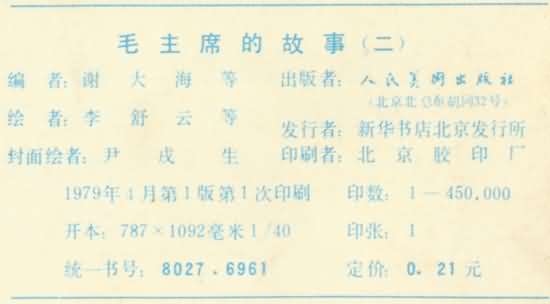 毛主席的故事(二)
编 者:谢大海等 出版者:人民美术出版社
(北京北总布胡同32号)
绘 者:李舒云等
发行者:新华书店北京发行所
封面绘者:尹戌生 印刷者:北京胶印厂
1979年4月第1版第1次印刷 印数:1—450,000
开本:787×1092毫米1/40 印张:1
统一书号:8027.6961 定价:0.21元